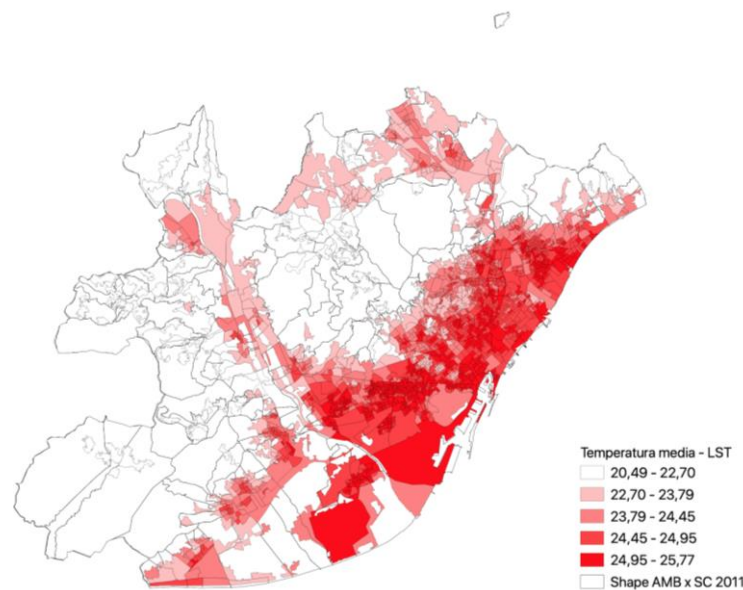 Temperatura media - LST
20,49 - 22,70
22,70 - 23,79
23,79 - 24,45
24,45 - 24,95
24,95 - 25,77
Shape AMB x SC 2011